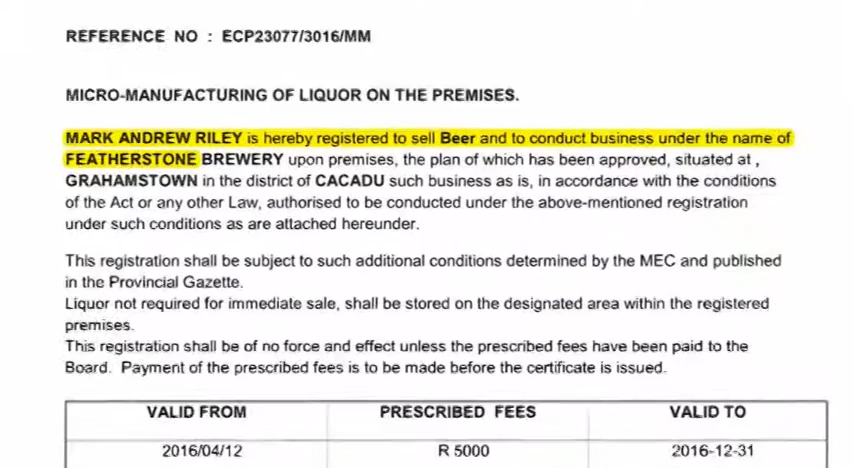 REFERENCE NO : ECP23077/3016/MM
MICRO-MANUFACTURING OF LIQUOR ON THE PREMISES.
MARK ANDREW RILEY is hereby registered to sell Beer and to conduct business under the name of
FEATHERSTONE BREWERY upon premises, the plan of which has been approved, situated at ,
GRAHAMSTOWN in the district of CACADU such business as is, in accordance with the conditions
of the Act or any other Law, authorised to be conducted under the above-mentioned registration
under such conditions as are attached hereunder.
This registration shall be subject to such additional conditions determined by the MEC and published
in the Provincial Gazette.
Liquor not required for immediate sale, shall be stored on the designated area within the registered
premises.
This registration shall be of no force and effect unless the prescribed fees have been paid to the
Board. Payment of the prescribed fees is to be made before the certificate is issued.
VALID FROM PRESCRIBED FEES VALID TO
2016/04/12 R 5000 2016-12-31